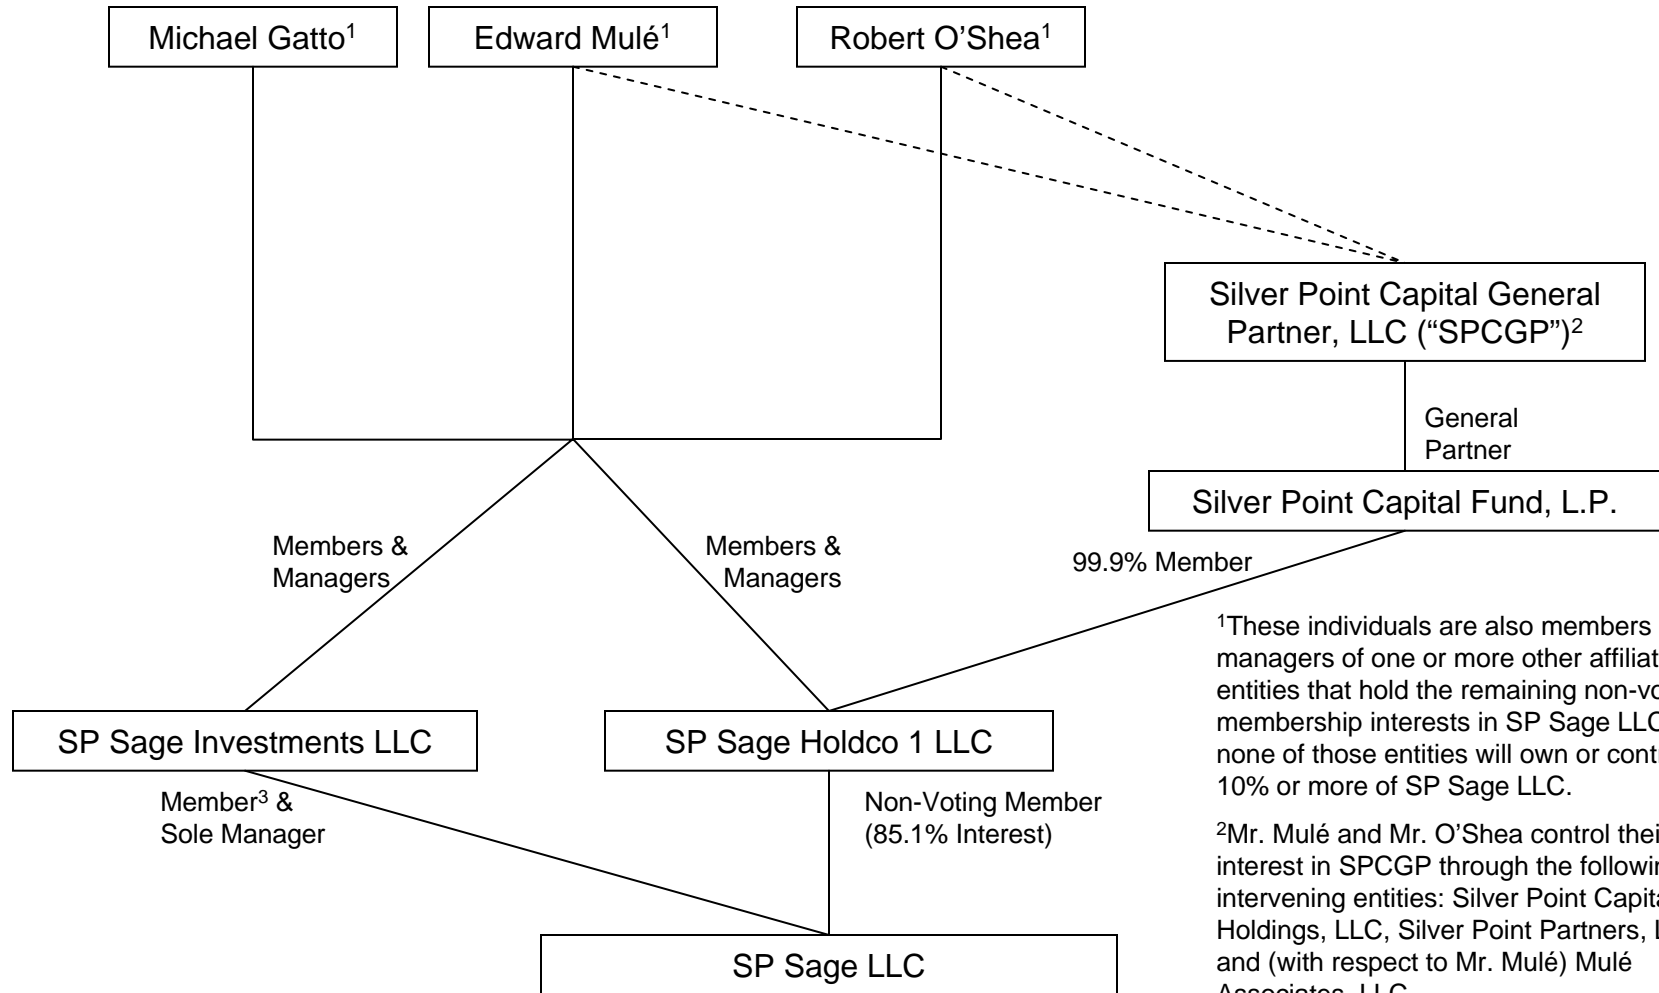 Michael Gatto¹
Edward Mulé¹
Robert O’Shea¹
Silver Point Capital General
Partner, LLC (“SPCGP”)²
General
Partner
Silver Point Capital Fund, L.P.
Members &
Managers
Members &
Managers
99.9% Member
¹These individuals are also members
managers of one or more other affiliat
entities that hold the remaining non-vo
membership interests in SP Sage LLC
none of those entities will own or cont
10% or more of SP Sage LLC.
SP Sage Investments LLC
SP Sage Holdco 1 LLC
Member³ &
Sole Manager
Non-Voting Member
(85.1% Interest)
²Mr. Mulé and Mr. O’Shea control thei
interest in SPCGP through the followin
intervening entities: Silver Point Capita
Holdings, LLC, Silver Point Partners, L
and (with respect to Mr. Mulé) Mulé
Associates, LLC
SP Sage LLC